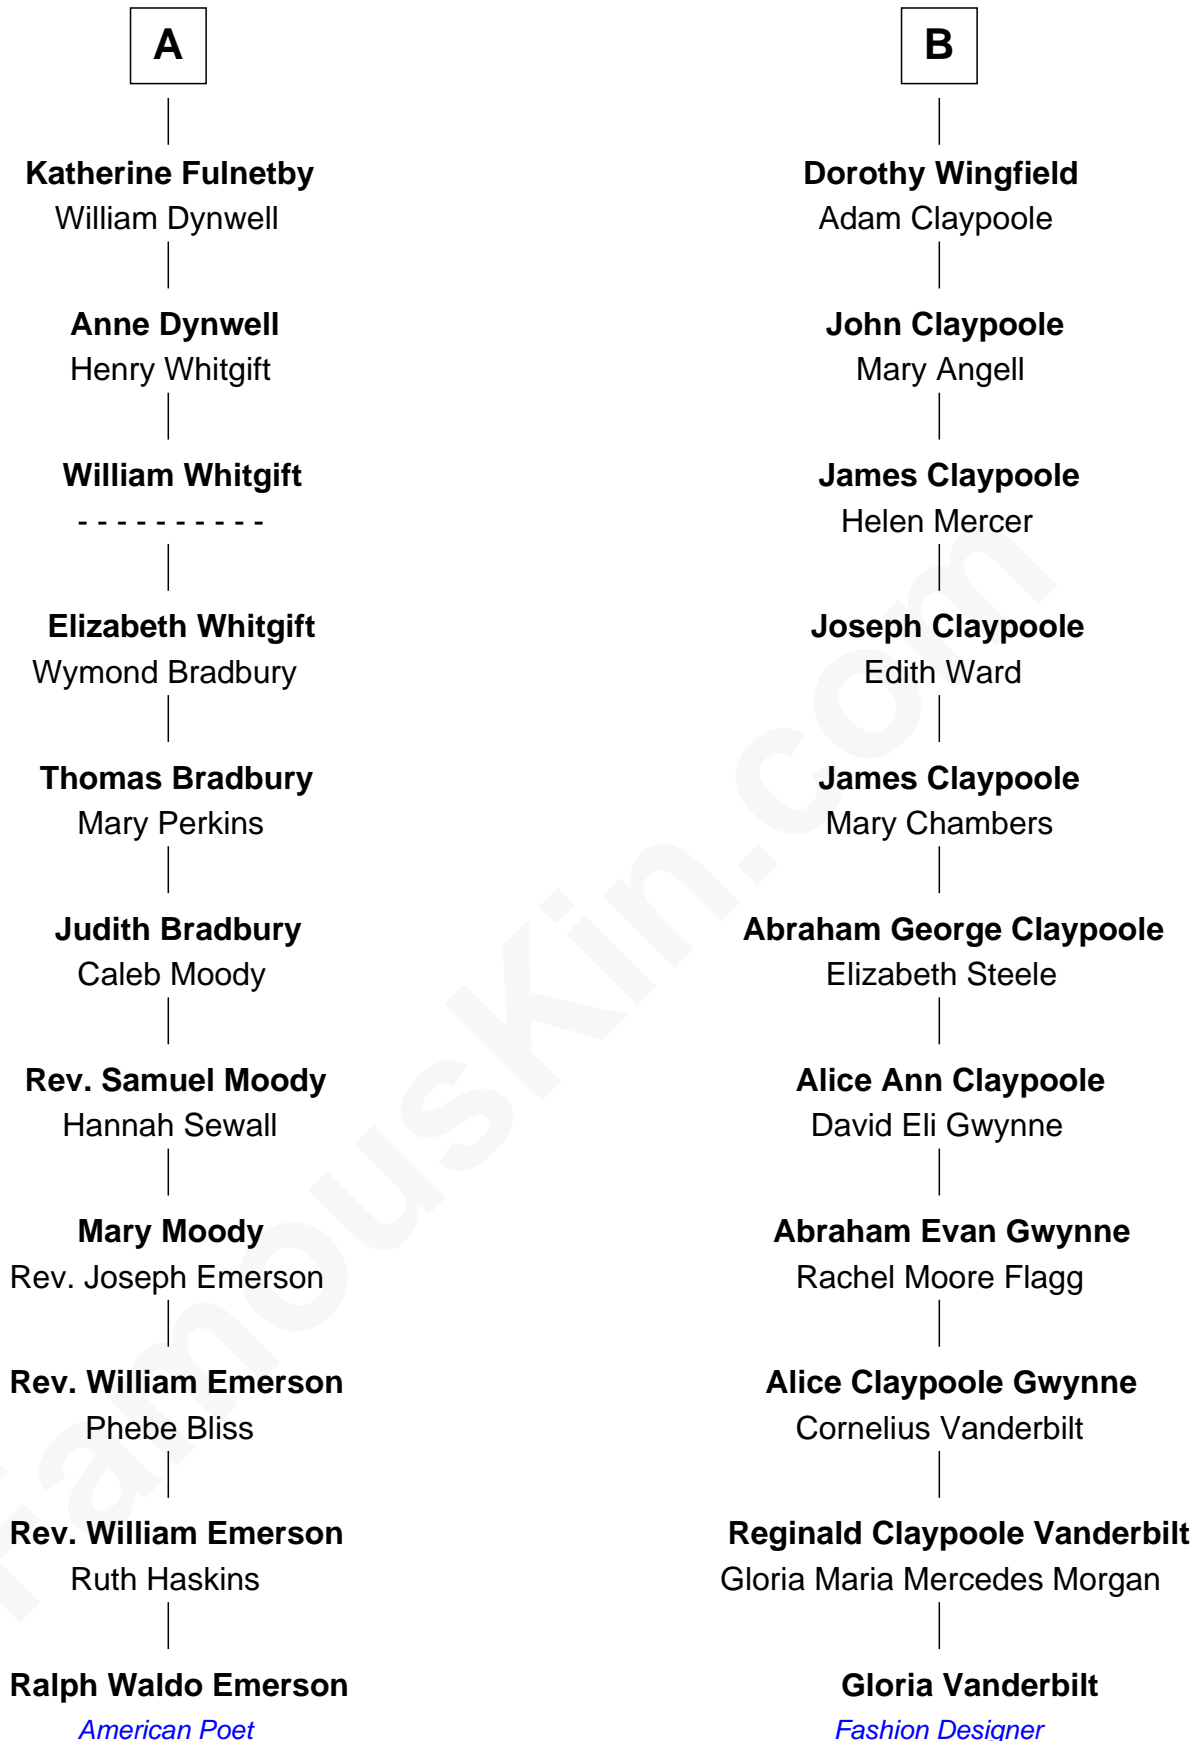 A
Katherine Fulnetby
William Dynwell
Anne Dynwell
Henry Whitgift
William Whitgift
- - - - - - - - - -
Elizabeth Whitgift
Wymond Bradbury
Thomas Bradbury
Mary Perkins
Judith Bradbury
Caleb Moody
Rev. Samuel Moody
Hannah Sewall
Mary Moody
Rev. Joseph Emerson
Rev. William Emerson
Phebe Bliss
Rev. William Emerson
Ruth Haskins
Ralph Waldo Emerson
American Poet
B
Dorothy Wingfield
Adam Claypoole
John Claypoole
Mary Angell
James Claypoole
Helen Mercer
Joseph Claypoole
Edith Ward
James Claypoole
Mary Chambers
Abraham George Claypoole
Elizabeth Steele
Alice Ann Claypoole
David Eli Gwynne
Abraham Evan Gwynne
Rachel Moore Flagg
Alice Claypoole Gwynne
Cornelius Vanderbilt
Reginald Claypoole Vanderbilt
Gloria Maria Mercedes Morgan
Gloria Vanderbilt
Fashion Designer
FamousKin.com